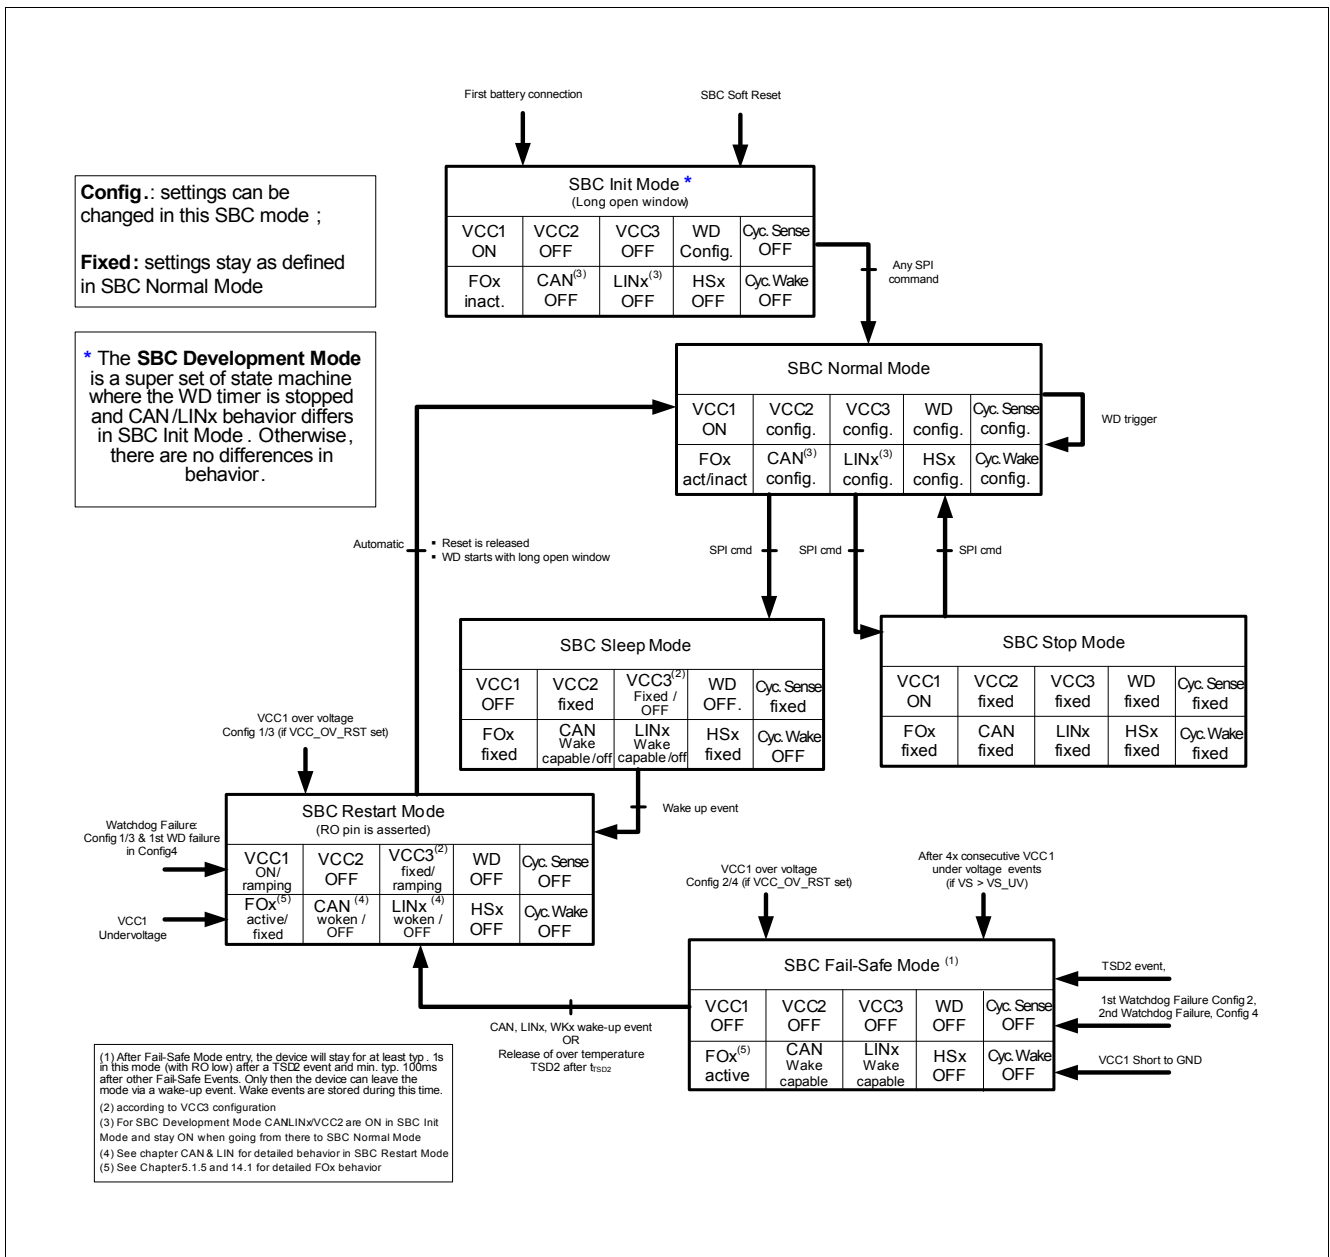 First battery connection
SBC Soft Reset
Config.: settings can be
changed in this SBC mode ;
Fixed: settings stay as defined
in SBC Normal Mode
* The SBC Development Mode
is a super set of state machine
where the WD timer is stopped
and CAN/LINx behavior differs
in SBC Init Mode . Otherwise,
there are no differences in
behavior.
SBC Init Mode *
(Long open window)
VCC1 VCC2 VCC3 WD Cyc. Sense
ON OFF OFF Config. OFF
FOx CAN(3) LINx(3) HSx Cyc. Wake
inact. OFF OFF OFF OFF
Any SPI
command
SBC Normal Mode
VCC1 VCC2 VCC3 WD Cyc. Sense
ON config. config. config. config.
FOx CAN(3) LINx(3) HSx Cyc. Wake
act/inact config. config. config. config.
WD trigger
Automatic
▪ Reset is released
▪ WD starts with long open window
SPI cmd
SPI cmd
SPI cmd
SBC Sleep Mode
VCC1 VCC2 VCC3(2) WD Cyc. Sense
OFF fixed Fixed / OFF OFF. fixed
FOx CAN LINx HSx Cyc. Wake
fixed Wake capable/off Wake capable/off fixed OFF
SBC Stop Mode
VCC1 VCC2 VCC3 WD Cyc. Sense
ON fixed fixed fixed fixed
FOx CAN LINx HSx Cyc. Wake
fixed fixed fixed fixed fixed
VCC1 over voltage
Config 1/3 (if VCC_OV_RST set)
Wake up event
Watchdog Failure:
Config 1/3 & 1st WD failure
in Config4
VCC1
Undervoltage
SBC Restart Mode
(RO pin is asserted)
VCC1 VCC2 VCC3(2) WD Cyc. Sense
ON/ ramping OFF fixed/ ramping OFF OFF
FOx(5) CAN (4) LINx (4) HSx Cyc. Wake
active/ fixed woken / OFF woken / OFF OFF OFF
VCC1 over voltage
Config 2/4 (if VCC_OV_RST set)
After 4x consecutive VCC1
under voltage events
(if VS > VS_UV)
SBC Fail-Safe Mode (1)
VCC1 VCC2 VCC3 WD Cyc. Sense
OFF OFF OFF OFF OFF
FOx(5) CAN LINx HSx Cyc. Wake
active Wake capable Wake capable OFF OFF
TSD2 event,
1st Watchdog Failure Config 2,
2nd Watchdog Failure, Config 4
VCC1 Short to GND
CAN, LINx, WKx wake-up event
OR
Release of over temperature
TSD2 after tTSD2
(1) After Fail-Safe Mode entry, the device will stay for at least typ . 1s
in this mode (with RO low) after a TSD2 event and min. typ. 100ms
after other Fail-Safe Events. Only then the device can leave the
mode via a wake-up event. Wake events are stored during this time.
(2) according to VCC3 configuration
(3) For SBC Development Mode CAN/LINx/VCC2 are ON in SBC Init
Mode and stay ON when going from there to SBC Normal Mode
(4) See chapter CAN & LIN for detailed behavior in SBC Restart Mode
(5) See Chapter 5.1.5 and 14.1 for detailed FOx behavior